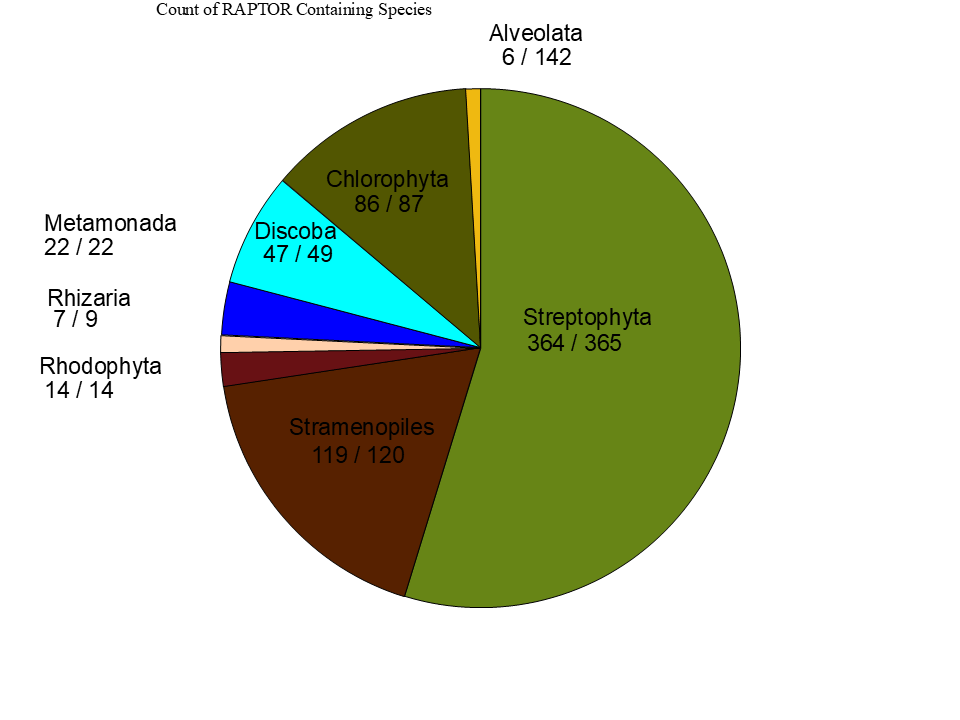 Count of RAPTOR Containing Species
Alveolata
6 / 142
Chlorophyta
86 / 87
Metamonada
22 / 22
Discoba
47 / 49
Rhizaria
7 / 9
Streptophyta
364 / 365
Rhodophyta
14 / 14
Stramenopiles
119 / 120